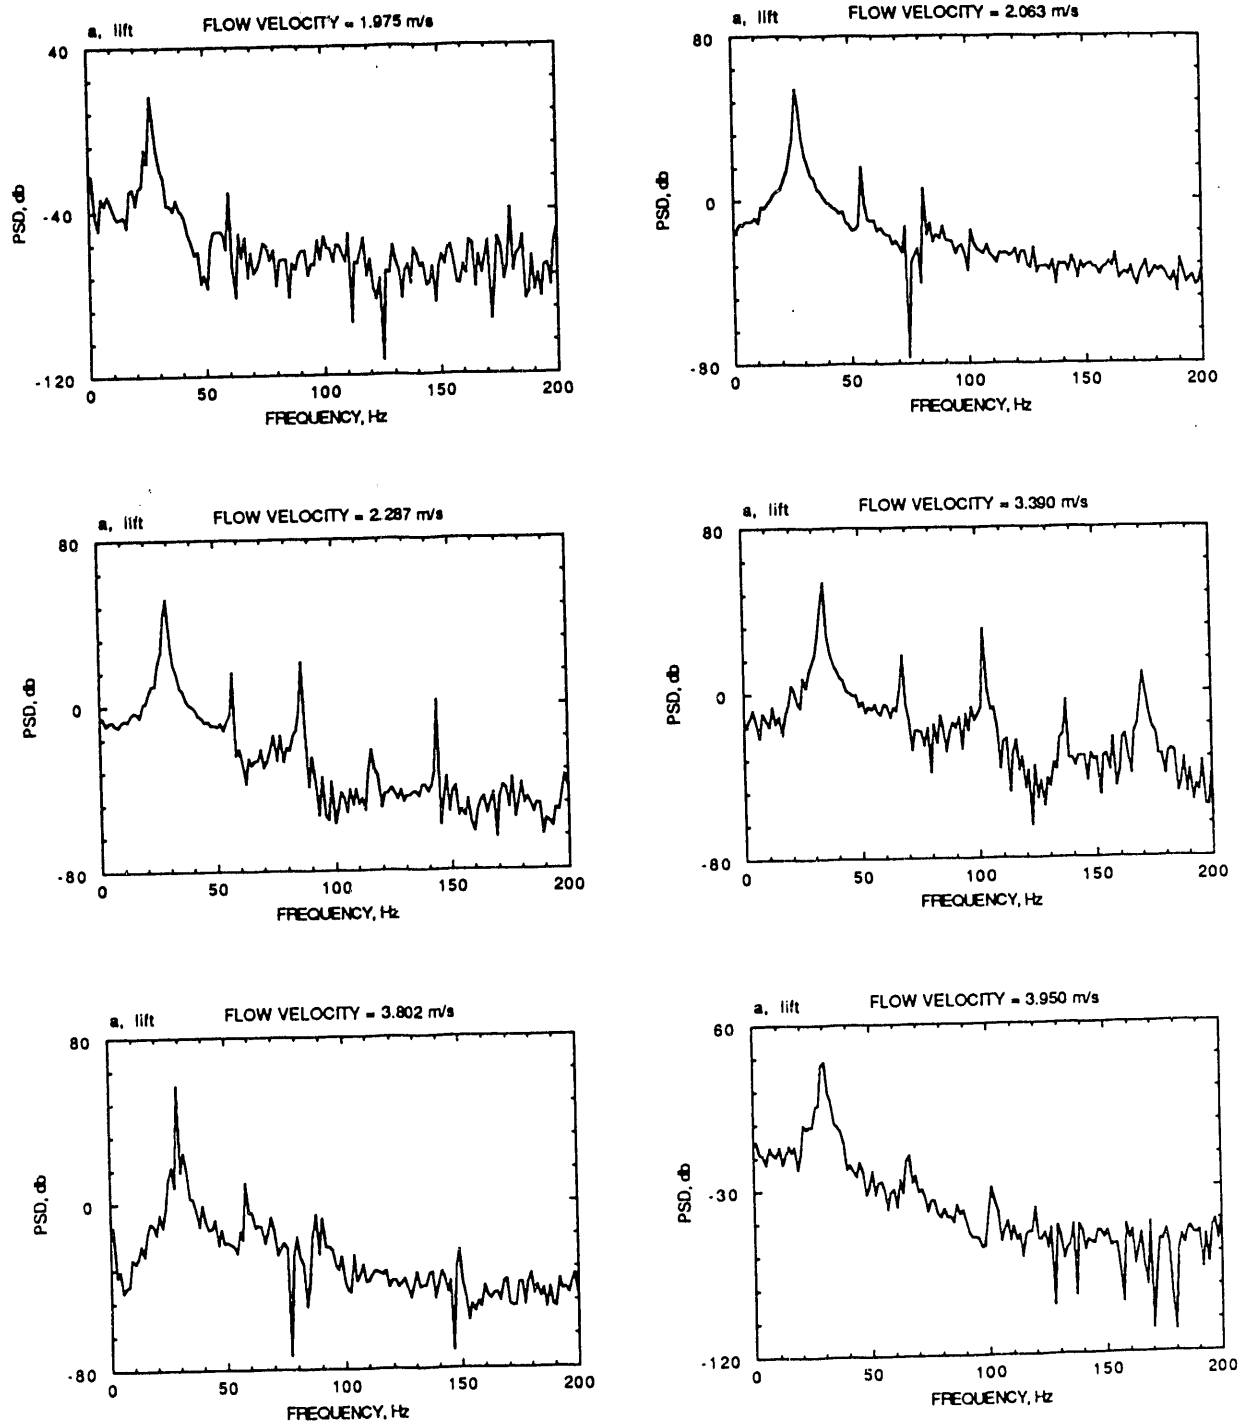 a, lift FLOW VELOCITY = 1.975 m/s
40
-40
-120
PSD, db
0 50 100 150 200
FREQUENCY, Hz
a, lift FLOW VELOCITY = 2.063 m/s
80
0
-80
PSD, db
0 50 100 150 200
FREQUENCY, Hz
a, lift FLOW VELOCITY = 2.287 m/s
80
0
-80
PSD, db
0 50 100 150 200
FREQUENCY, Hz
a, lift FLOW VELOCITY = 3.390 m/s
80
0
-80
PSD, db
0 50 100 150 200
FREQUENCY, Hz
a, lift FLOW VELOCITY = 3.802 m/s
80
0
-80
PSD, db
0 50 100 150 200
FREQUENCY, Hz
a, lift FLOW VELOCITY = 3.950 m/s
60
-30
-120
PSD, db
0 50 100 150 200
FREQUENCY, Hz